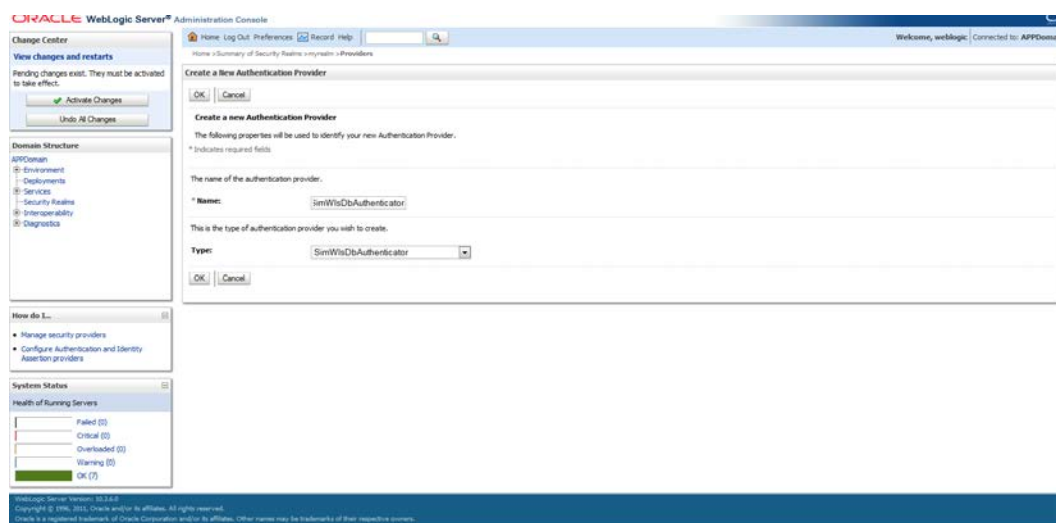 ORACLE WebLogic Server® Administration Console
Change Center
View changes and restarts
Pending changes exist. They must be activated
to take effect.
Activate Changes
Undo All Changes
Domain Structure
APPDomain
Environment
Deployments
Services
Security Realms
Interoperability
Diagnostics
How do I...
Manage security providers
Configure Authentication and Identity
Assertion providers
System Status
Health of Running Servers
Failed (0)
Critical (0)
Overloaded (0)
Warning (0)
OK (7)
Home Log Out Preferences Record Help
Welcome, weblogic Connected to: APPDoma
Home >Summary of Security Realms >myrealm >Providers
Create a New Authentication Provider
OK Cancel
Create a new Authentication Provider
The following properties will be used to identify your new Authentication Provider.
* Indicates required fields
The name of the authentication provider.
* Name: SimWlsDbAuthenticator
This is the type of authentication provider you wish to create.
Type: SimWlsDbAuthenticator
OK Cancel
WebLogic Server Version: 10.3.6.0
Copyright © 1996, 2011, Oracle and/or its affiliates. All rights reserved.
Oracle is a registered trademark of Oracle Corporation and/or its affiliates. Other names may be trademarks of their respective owners.